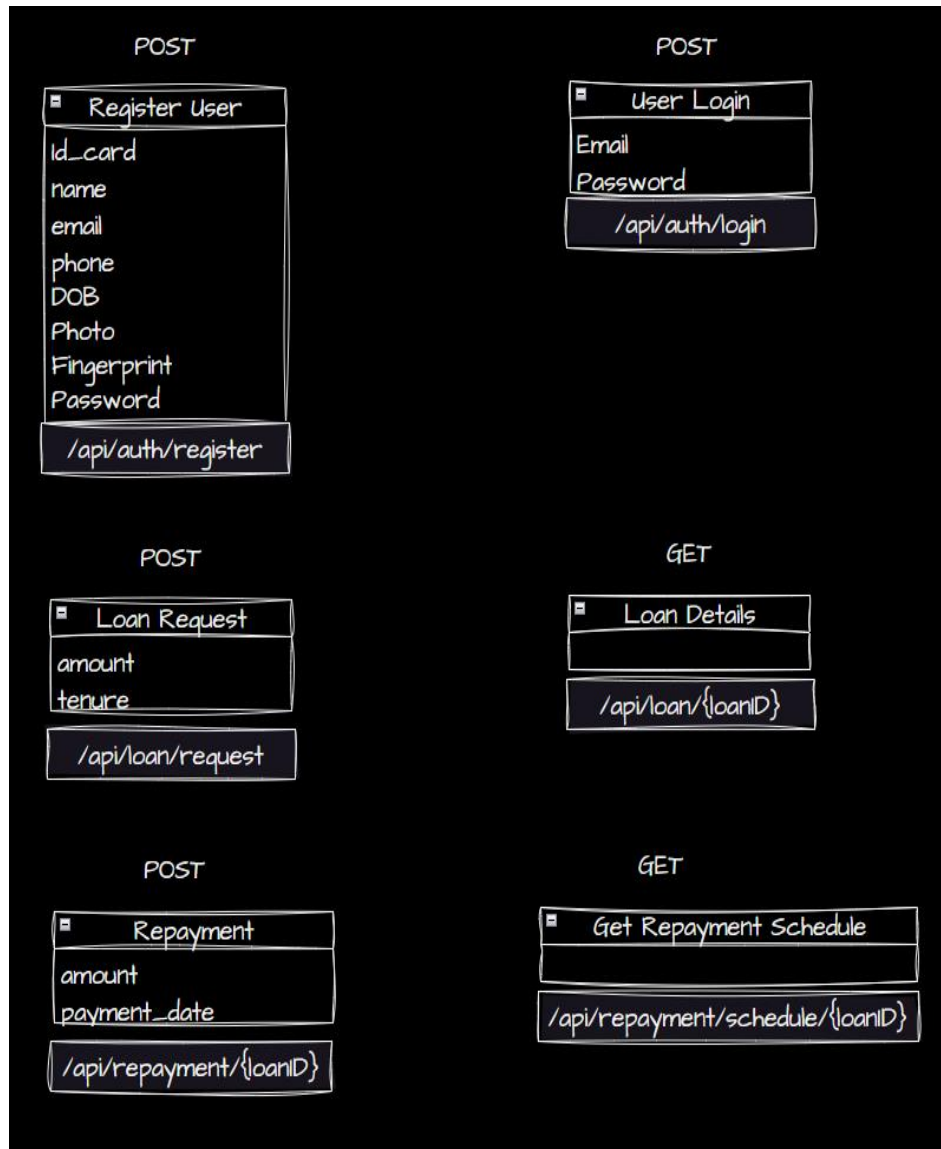 POST
Register User
Id_card
name
email
phone
DOB
Photo
Fingerprint
Password
/api/auth/register
POST
User Login
Email
Password
/api/auth/login
POST
Loan Request
amount
tenure
/api/loan/request
GET
Loan Details
/api/loan/{loanID}
POST
Repayment
amount
payment_date
/api/repayment/{loanID}
GET
Get Repayment Schedule
/api/repayment/schedule/{loanID}